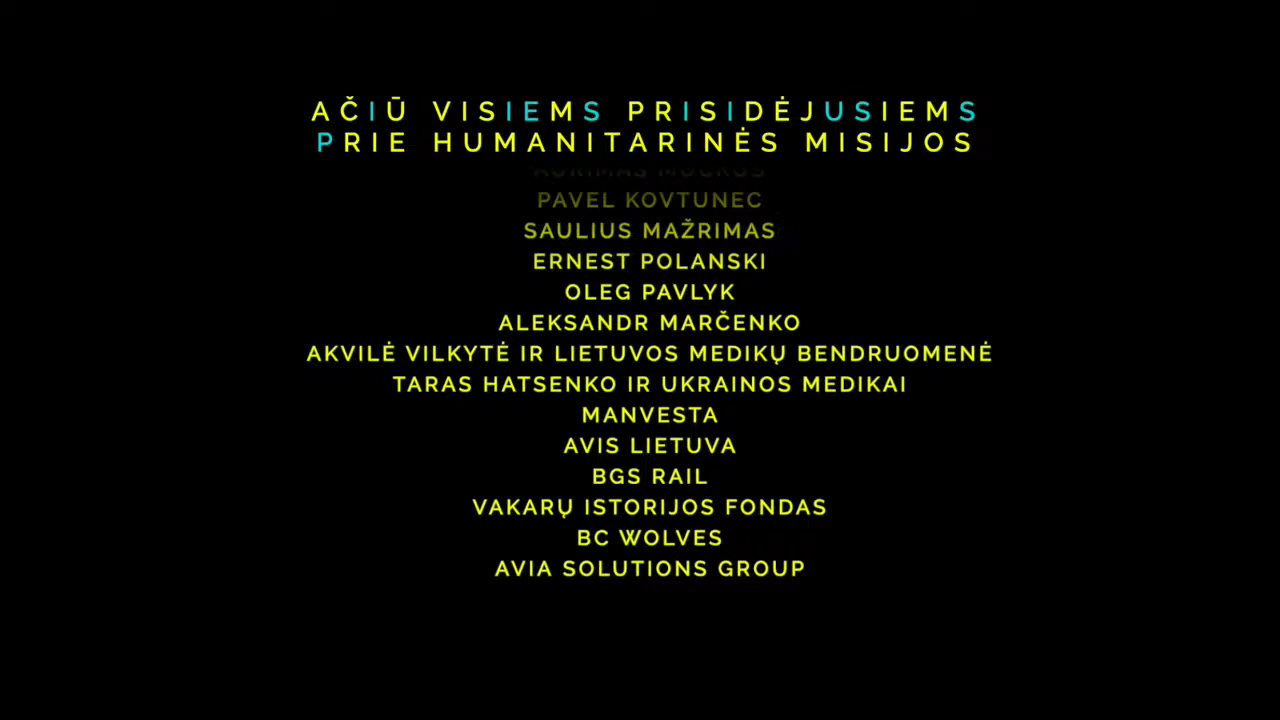 AČIŪ VISIEMS PRISIDĖJUSIEMS
PRIE HUMANITARINĖS MISIJOS
PAVEL KOVTUNEC
SAULIUS MAŽRIMAS
ERNEST POLANSKI
OLEG PAVLYK
ALEKSANDR MARČENKO
AKVILĖ VILKYTĖ IR LIETUVOS MEDIKŲ BENDRUOMENĖ
TARAS HATSENKO IR UKRAINOS MEDIKAI
MANVESTA
AVIS LIETUVA
BGS RAIL
VAKARŲ ISTORIJOS FONDAS
BC WOLVES
AVIA SOLUTIONS GROUP